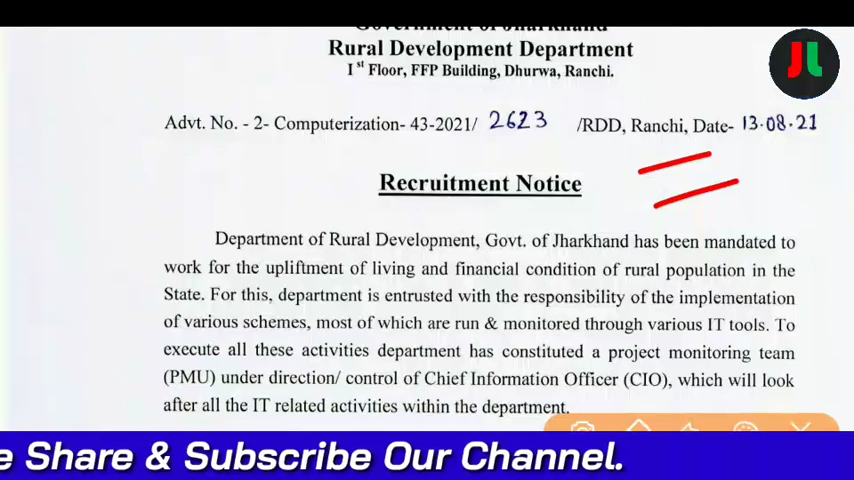 Government of Jharkhand
Rural Development Department
Ist Floor, FFP Building, Dhurwa, Ranchi.
JL
Advt. No. - 2- Computerization- 43-2021/ 2623 /RDD, Ranchi, Date- 13.08.21
Recruitment Notice
Department of Rural Development, Govt. of Jharkhand has been mandated to
work for the upliftment of living and financial condition of rural population in the
State. For this, department is entrusted with the responsibility of the implementation
of various schemes, most of which are run & monitored through various IT tools. To
execute all these activities department has constituted a project monitoring team
(PMU) under direction/ control of Chief Information Officer (CIO), which will look
after all the IT related activities within the department.
e Share & Subscribe Our Channel.